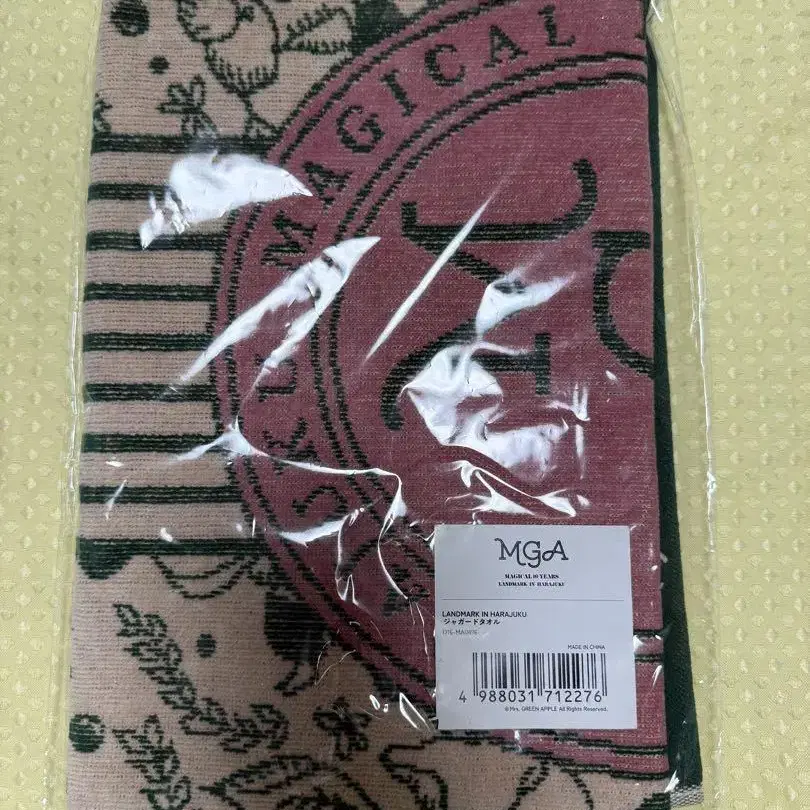 MAGICAL
MGA
MAGICAL 10 YEARS
LANDMARK IN HARAJUKU
LANDMARK IN HARAJUKU
ジャガードタオル
MADE IN CHINA
4 988031 712276
© Mrs. GREEN APPLE All Rights Reserved.